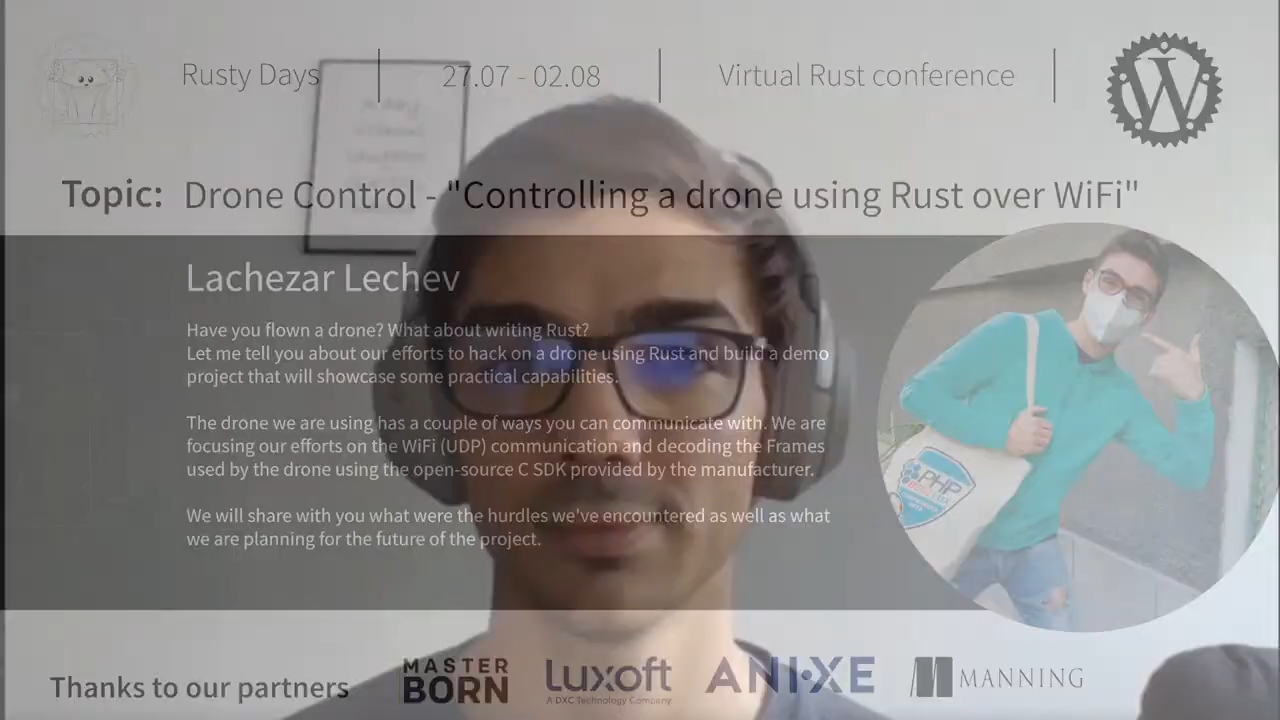 Rusty Days
27.07 - 02.08
Virtual Rust conference
W
Topic: Drone Control - "Controlling a drone using Rust over WiFi"
Lachezar Lechev
Have you flown a drone? What about writing Rust?
Let me tell you about our efforts to hack on a drone using Rust and build a demo
project that will showcase some practical capabilities.
The drone we are using has a couple of ways you can communicate with. We are
focusing our efforts on the WiFi (UDP) communication and decoding the Frames
used by the drone using the open-source C SDK provided by the manufacturer.
We will share with you what were the hurdles we've encountered as well as what
we are planning for the future of the project.
PHP
Thanks to our partners
MASTER
BORN
Luxoft
A DXC Technology Company
ANIXE
MANNING